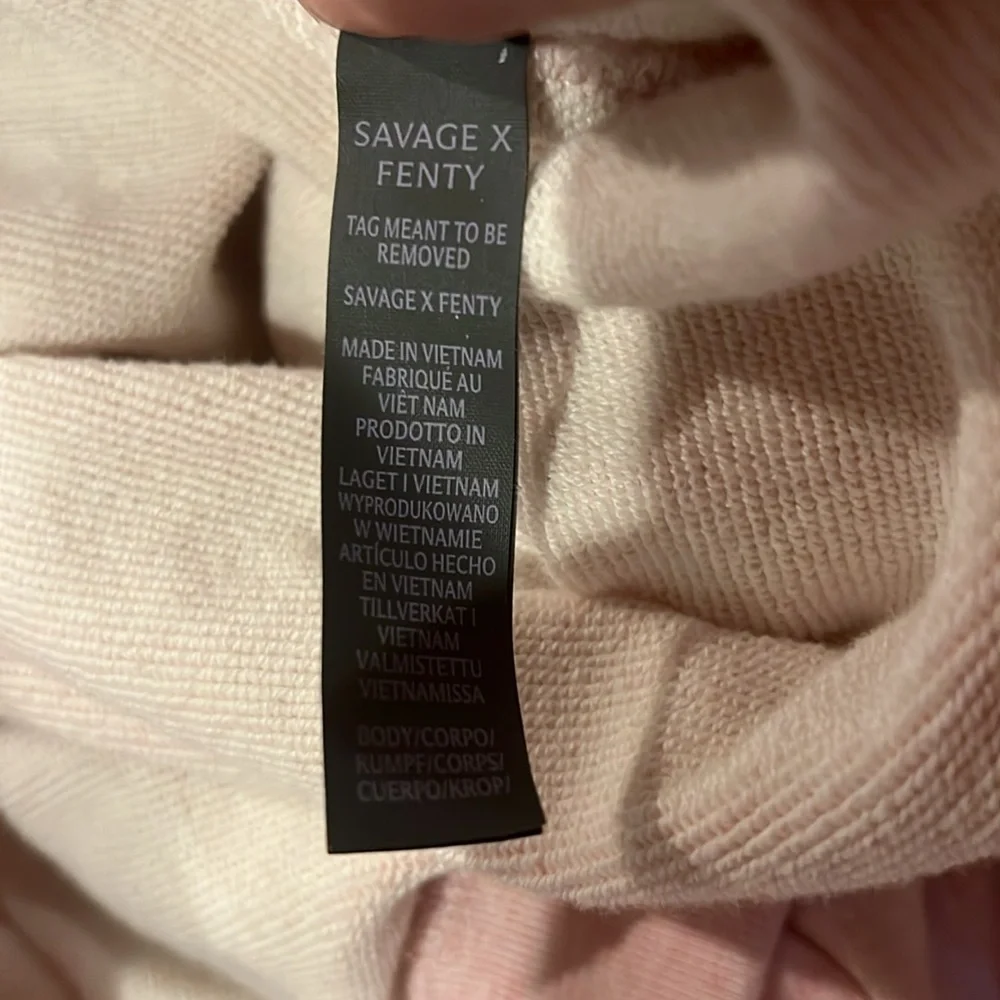 SAVAGE X
FENTY
TAG MEANT TO BE
REMOVED
SAVAGE X FENTY
MADE IN VIETNAM
FABRIQUÉ AU
VIÊT NAM
PRODOTTO IN
VIETNAM
LAGET I VIETNAM
WYPRODUKOWANO
W WIETNAMIE
ARTÍCULO HECHO
EN VIETNAM
TILLVERKAT I
VIETNAM
VALMISTETTU
VIETNAMISSA
BODY/CORPO/
KUMPF/CORPS/
CUERPO/KROP/